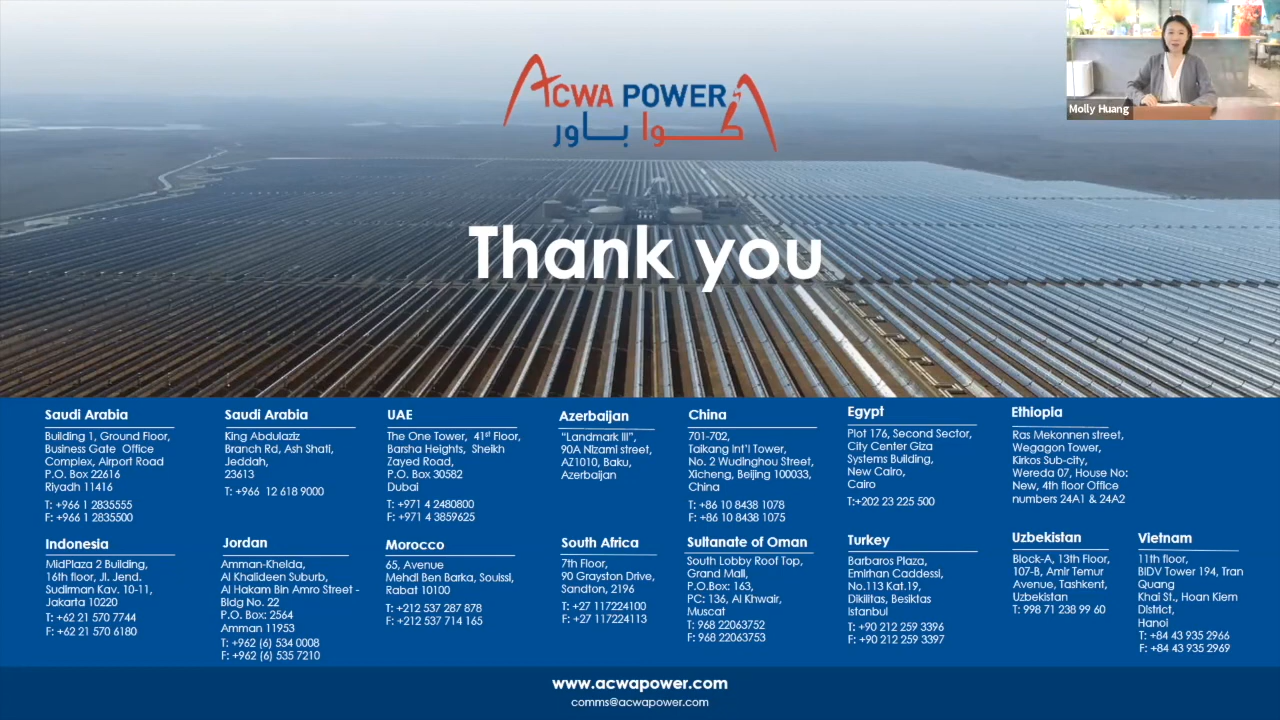 Molly Huang
ACWA POWER
أكوا باور
Thank you
Saudi Arabia
Building 1, Ground Floor,
Business Gate Office
Complex, Airport Road
P.O. Box 22616
Riyadh 11416
T: +966 1 2835555
F: +966 1 2835500
Saudi Arabia
King Abdulaziz
Branch Rd, Ash Shati,
Jeddah,
23613
T: +966 12 618 9000
UAE
The One Tower, 41st Floor,
Barsha Heights, Sheikh
Zayed Road,
P.O. Box 30582
Dubai
T: +971 4 2480800
F: +971 4 3859625
Azerbaijan
“Landmark III”,
90A Nizami street,
AZ1010, Baku,
Azerbaijan
China
701-702,
Taikang Int’l Tower,
No. 2 Wudinghou Street,
Xicheng, Beijing 100033,
China
T: +86 10 8438 1078
F: +86 10 8438 1075
Egypt
Plot 176, Second Sector,
City Center Giza
Systems Building,
New Cairo,
Cairo
T:+202 23 225 500
Ethiopia
Ras Mekonnen street,
Wegagon Tower,
Kirkos Sub-city,
Wereda 07, House No:
New, 4th floor Office
numbers 24A1 & 24A2
Indonesia
MidPlaza 2 Building,
16th floor, Jl. Jend.
Sudirman Kav. 10-11,
Jakarta 10220
T: +62 21 570 7744
F: +62 21 570 6180
Jordan
Amman-Khelda,
Al Khalideen Suburb,
Al Hakam Bin Amro Street -
Bldg No. 22
P.O. Box: 2564
Amman 11953
T: +962 (6) 534 0008
F: +962 (6) 535 7210
Morocco
65, Avenue
Mehdi Ben Barka, Souissi,
Rabat 10100
T: +212 537 287 878
F: +212 537 714 165
South Africa
7th Floor,
90 Grayston Drive,
Sandton, 2196
T: +27 117224100
F: +27 117224113
Sultanate of Oman
South Lobby Roof Top,
Grand Mall,
P.O.Box: 163,
PC: 136, Al Khwair,
Muscat
T: 968 22063752
F: 968 22063753
Turkey
Barbaros Plaza,
Emirhan Caddessi,
No.113 Kat.19,
Dikilitas, Besiktas
Istanbul
T: +90 212 259 3396
F: +90 212 259 3397
Uzbekistan
Block-A, 13th Floor,
107-B, Amir Temur
Avenue, Tashkent,
Uzbekistan
T: 998 71 238 99 60
Vietnam
11th floor,
BIDV Tower 194, Tran
Quang
Khai St., Hoan Kiem
District,
Hanoi
T: +84 43 935 2966
F: +84 43 935 2969
www.acwapower.com
comms@acwapower.com